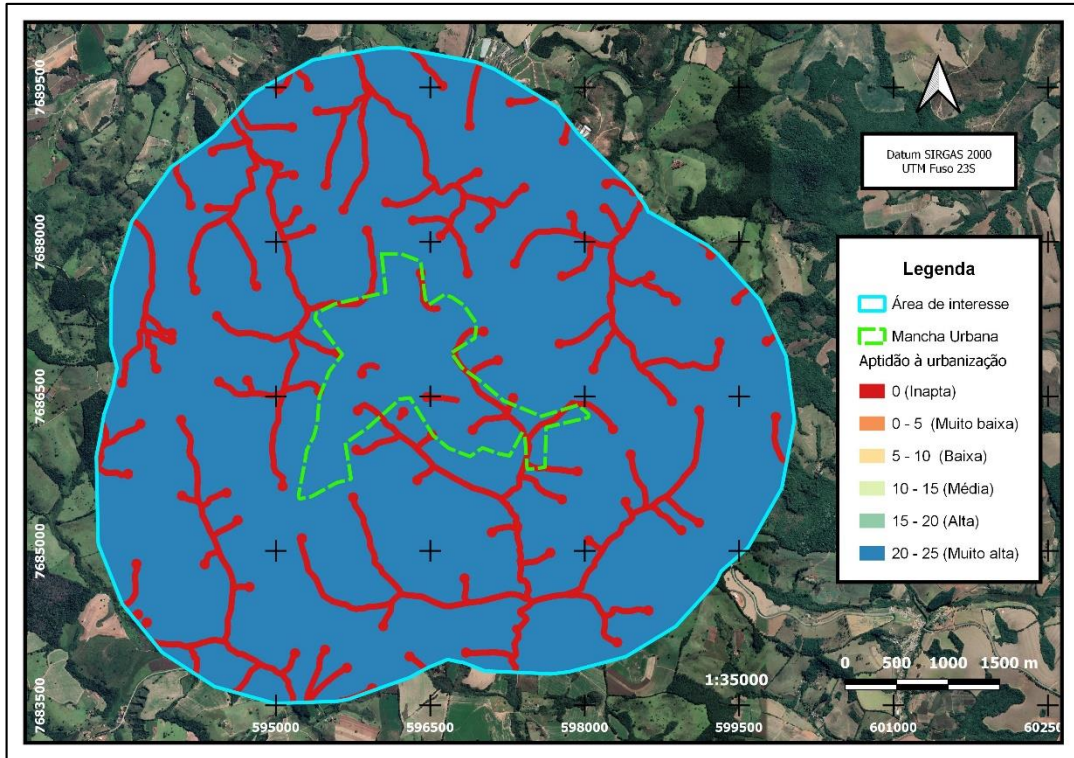 Datum SIRGAS 2000
UTM Fuso 23S
Legenda
Área de interesse
Mancha Urbana
Aptidão à urbanização
0 (Inapta)
0 - 5 (Muito baixa)
5 - 10 (Baixa)
10 - 15 (Média)
15 - 20 (Alta)
20 - 25 (Muito alta)
7689500
7688000
7686500
7685000
7683500
0 500 1000 1500 m
1:35000
595000 596500 598000 599500 601000 602500